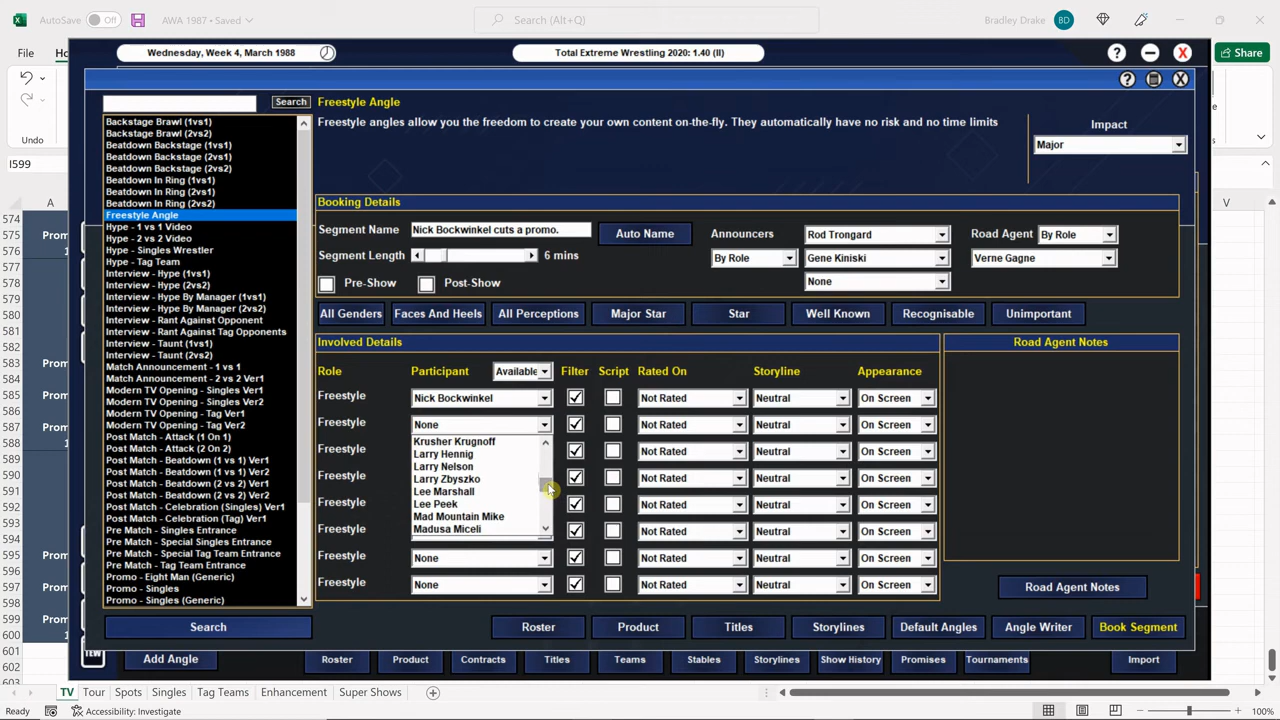 AutoSave Off AWA 1987 • Saved Search (Alt+Q) Bradley Drake BD
Wednesday, Week 4, March 1988 Total Extreme Wrestling 2020: 1.40 (II) ? X
File Share
? X
Search Freestyle Angle
Freestyle angles allow you the freedom to create your own content on-the-fly. They automatically have no risk and no time limits
Impact
Major
Undo
I599
Backstage Brawl (1vs1)
Backstage Brawl (2vs2)
Beatdown Backstage (1vs1)
Beatdown Backstage (2vs1)
Beatdown Backstage (2vs2)
Beatdown In Ring (1vs1)
Beatdown In Ring (2vs1)
Beatdown In Ring (2vs2)
Freestyle Angle
Hype - 1 vs 1 Video
Hype - 2 vs 2 Video
Hype - Singles Wrestler
Hype - Tag Team
Interview - Hype (1vs1)
Interview - Hype (2vs2)
Interview - Hype By Manager (1vs1)
Interview - Hype By Manager (2vs2)
Interview - Rant Against Opponent
Interview - Rant Against Tag Opponents
Interview - Taunt (1vs1)
Interview - Taunt (2vs2)
Match Announcement - 1 vs 1
Match Announcement - 2 vs 2 Ver1
Modern TV Opening - Singles Ver1
Modern TV Opening - Singles Ver2
Modern TV Opening - Tag Ver1
Modern TV Opening - Tag Ver2
Post Match - Attack (1 On 1)
Post Match - Attack (2 On 2)
Post Match - Beatdown (1 vs 1) Ver1
Post Match - Beatdown (1 vs 1) Ver2
Post Match - Beatdown (2 vs 2) Ver1
Post Match - Beatdown (2 vs 2) Ver2
Post Match - Celebration (Singles) Ver1
Post Match - Celebration (Tag) Ver1
Pre Match - Singles Entrance
Pre Match - Special Singles Entrance
Pre Match - Special Tag Team Entrance
Pre Match - Tag Team Entrance
Promo - Eight Man (Generic)
Promo - Singles
Promo - Singles (Generic)
Search
Booking Details
Segment Name Nick Bockwinkel cuts a promo. Auto Name Announcers Rod Trongard Road Agent By Role
Segment Length 6 mins By Role Gene Kiniski Verne Gagne
Pre-Show Post-Show None
All Genders Faces And Heels All Perceptions Major Star Star Well Known Recognisable Unimportant
Involved Details Road Agent Notes
Role Participant Available Filter Script Rated On Storyline Appearance
Freestyle Nick Bockwinkel Not Rated Neutral On Screen
Freestyle None Not Rated Neutral On Screen
Freestyle Not Rated Neutral On Screen
Freestyle Not Rated Neutral On Screen
Freestyle Not Rated Neutral On Screen
Freestyle Not Rated Neutral On Screen
Freestyle None Not Rated Neutral On Screen
Freestyle None Not Rated Neutral On Screen
Krusher Krugnoff
Larry Hennig
Larry Nelson
Larry Zbyszko
Lee Marshall
Lee Peek
Mad Mountain Mike
Madusa Miceli
Road Agent Notes
Roster Product Titles Storylines Default Angles Angle Writer Book Segment
TEW Add Angle Roster Product Contracts Titles Teams Stables Storylines Show History Promises Tournaments Import
A V
574
575
581
582
583
584
600
602
TV Tour Spots Singles Tag Teams Enhancement Super Shows
Ready Accessibility: Investigate 100%